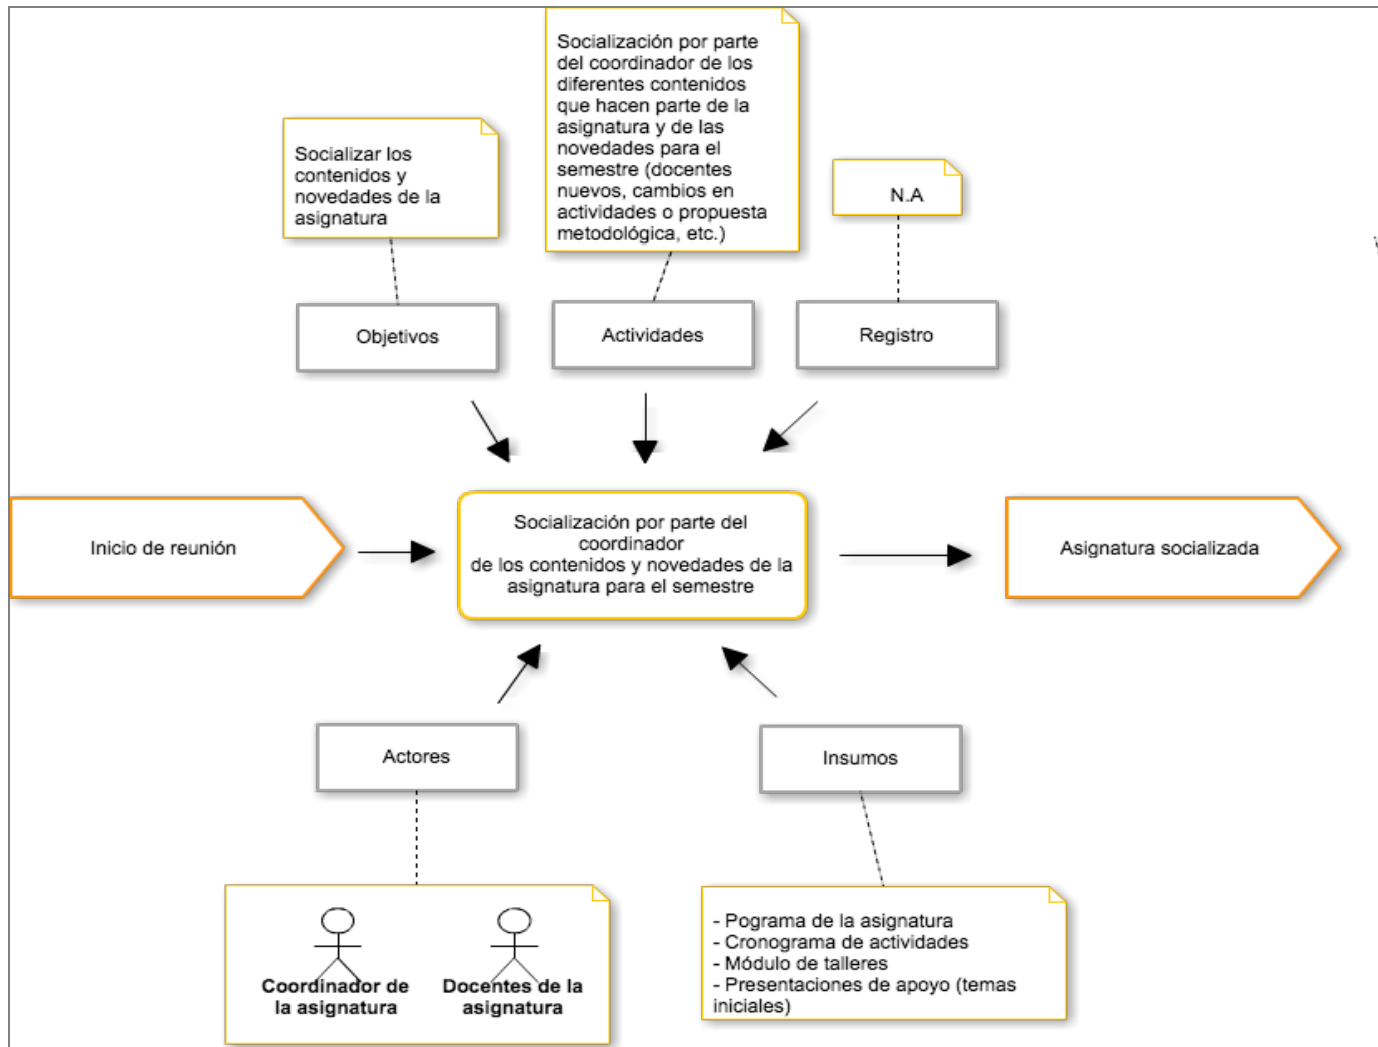 Socialización por parte
del coordinador de los
diferentes contenidos
que hacen parte de la
asignatura y de las
novedades para el
semestre (docentes
nuevos, cambios en
actividades o propuesta
metodológica, etc.)
Socializar los
contenidos y
novedades de la
asignatura
N.A
Objetivos
Actividades
Registro
Inicio de reunión
Socialización por parte del
coordinador
de los contenidos y novedades de la
asignatura para el semestre
Asignatura socializada
Actores
Insumos
Coordinador de
la asignatura
Docentes de la
asignatura
- Pograma de la asignatura
- Cronograma de actividades
- Módulo de talleres
- Presentaciones de apoyo (temas
iniciales)